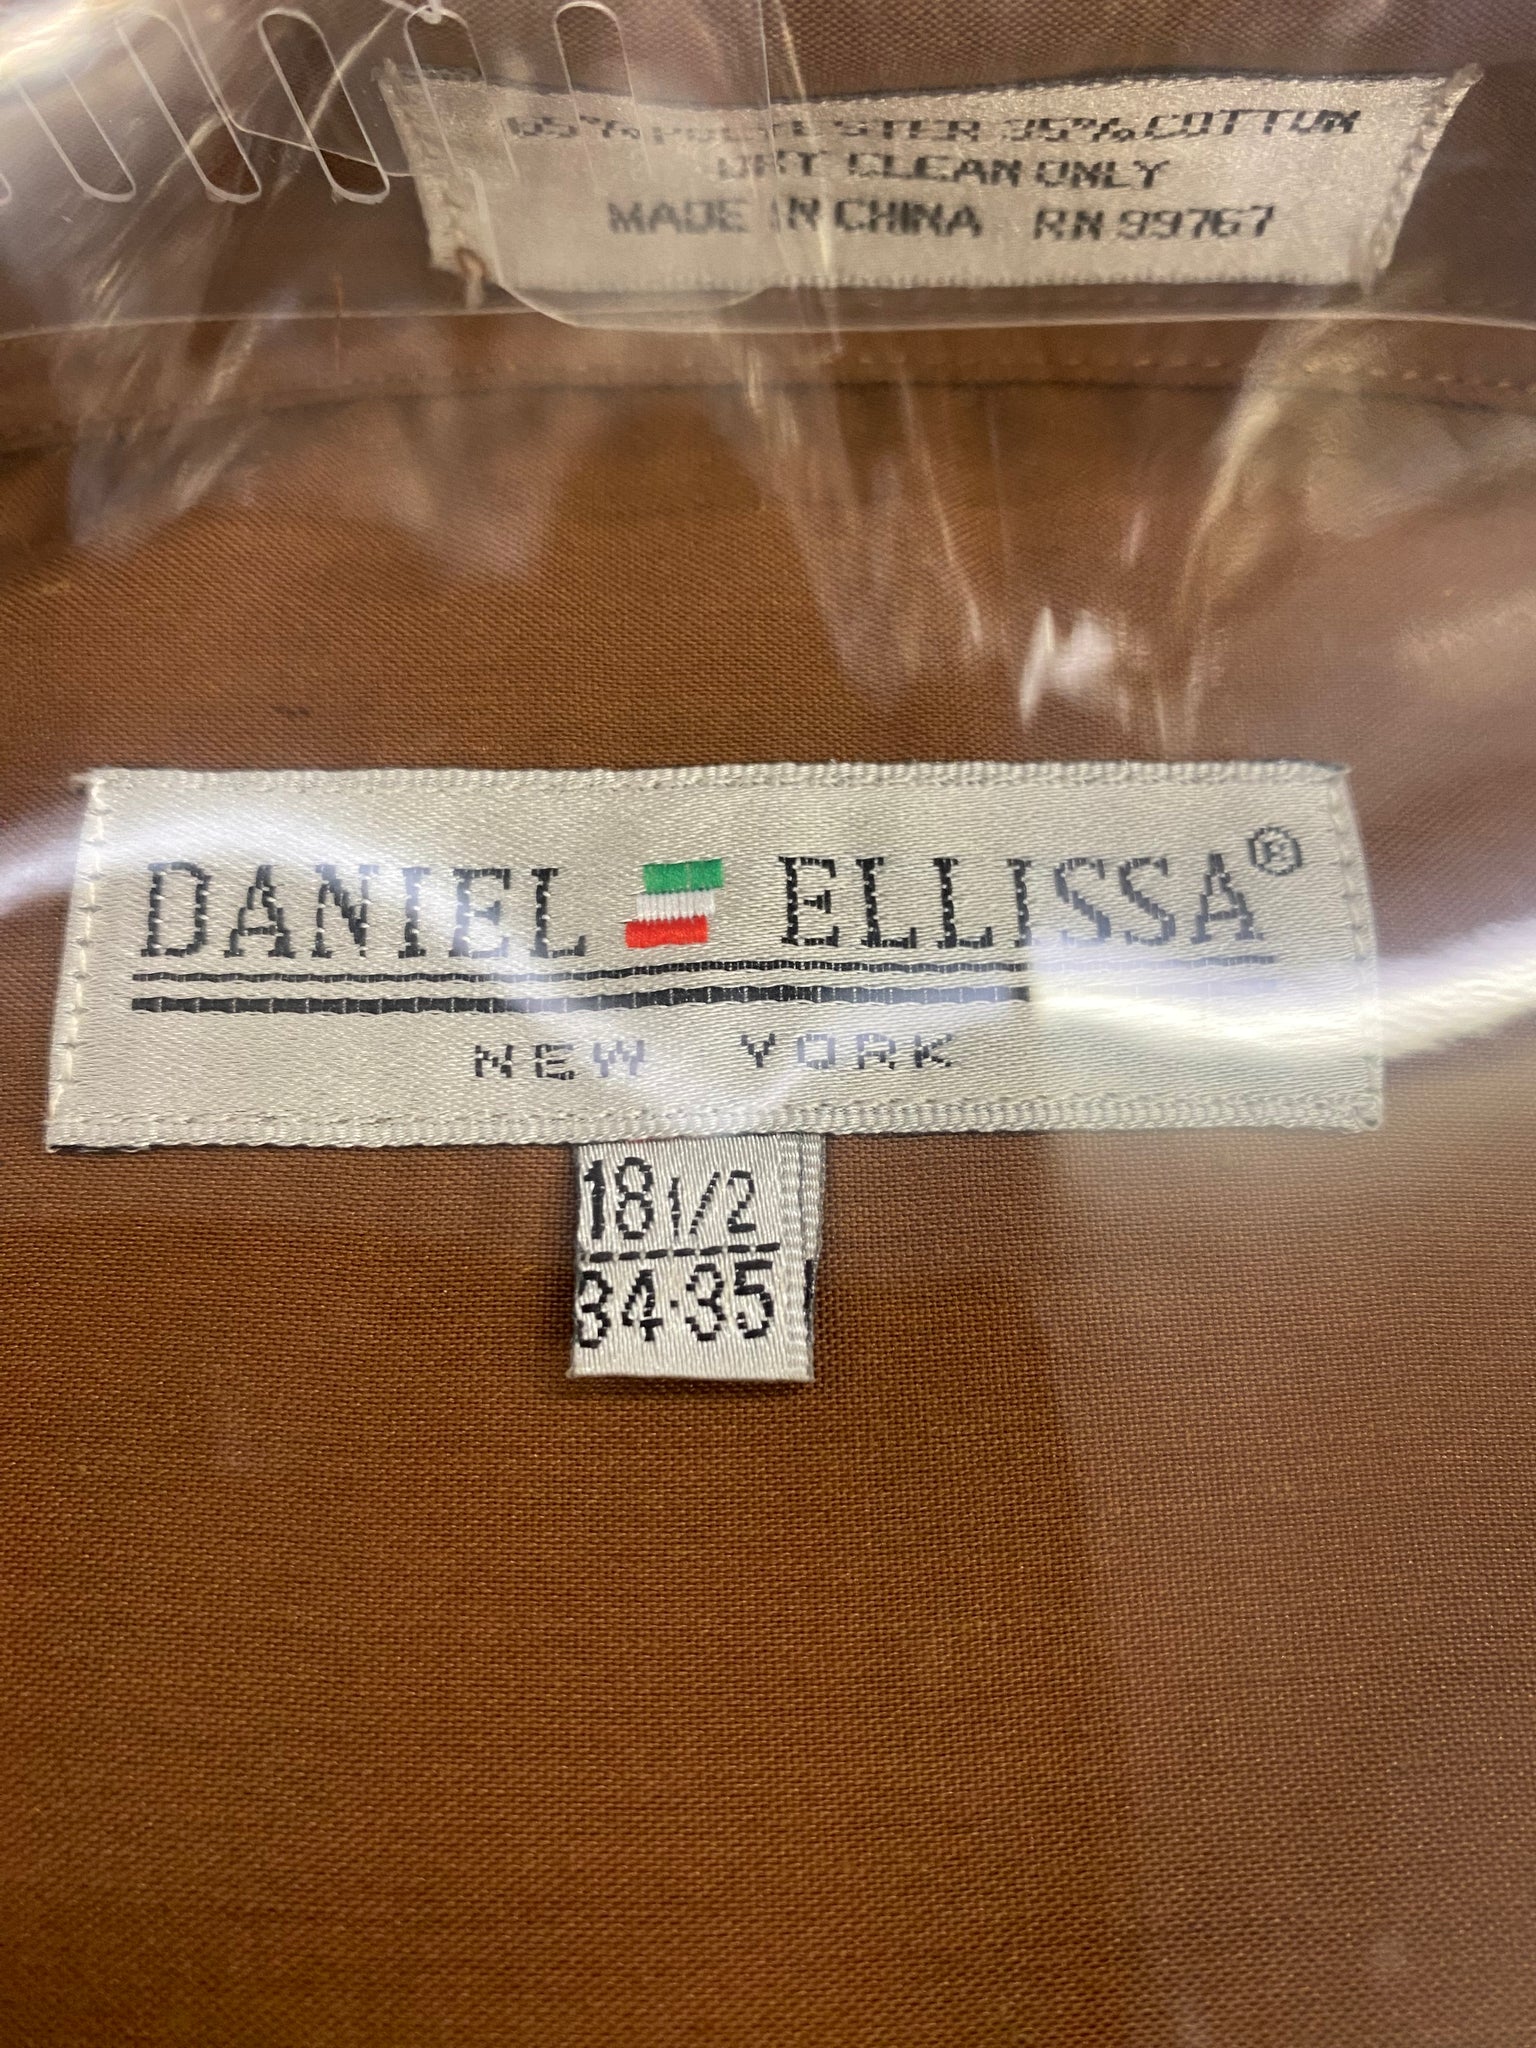 65% POLYESTER 35% COTTON
DRY CLEAN ONLY
MADE IN CHINA RN 99767
DANIEL ELLISSA®
NEW YORK
18 1/2
34-35